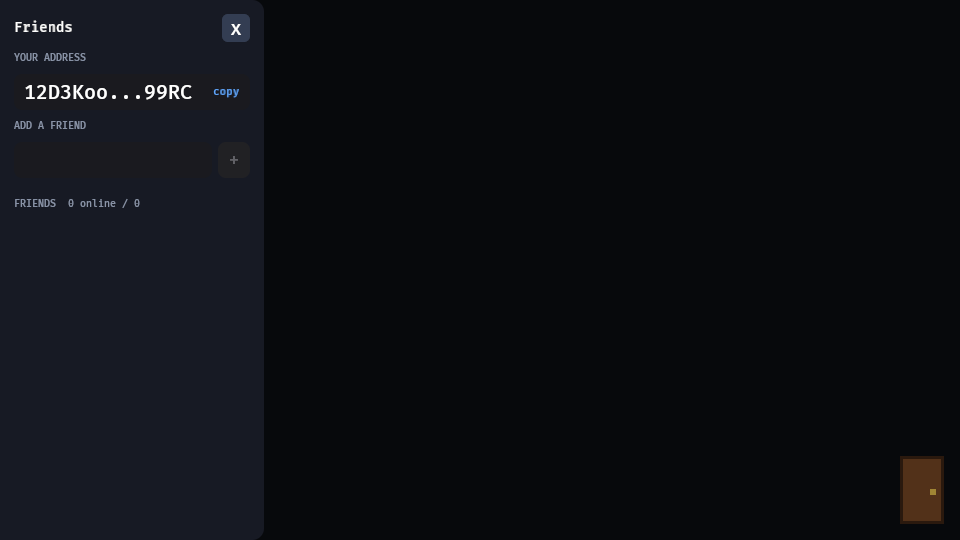 Friends X
YOUR ADDRESS
12D3Koo...99RC copy
ADD A FRIEND
+
FRIENDS 0 online / 0